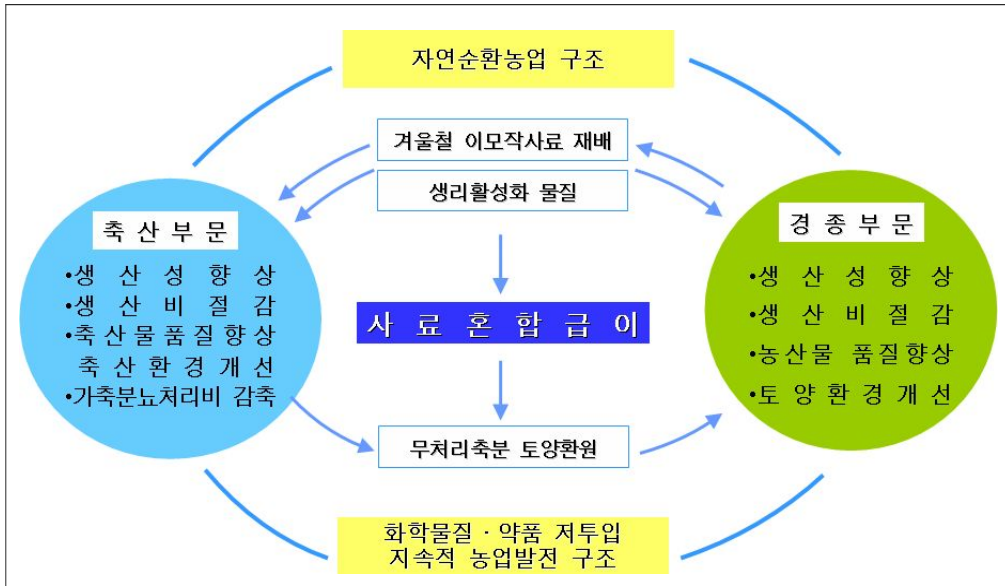 자연순환농업 구조
겨울철 이모작사료 재배
생리활성화 물질
축 산 부 문
•생 산 성 향 상
•생 산 비 절 감
•축 산 물 품 질 향 상
축 산 환 경 개 선
•가축분뇨처리비 감축
사 료 혼 합 급 이
경 종 부 문
•생 산 성 향 상
•생 산 비 절 감
•농산물 품질향상
•토 양 환 경 개 선
무처리축분 토양환원
화학물질 · 약품 저투입
지속적 농업발전 구조